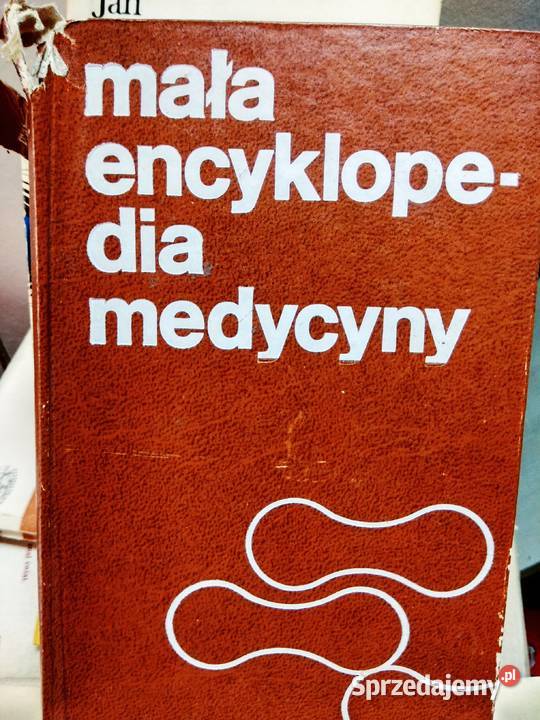 Jan
mała
encyklope-
dia
medycyny
Sprzedajemy.pl